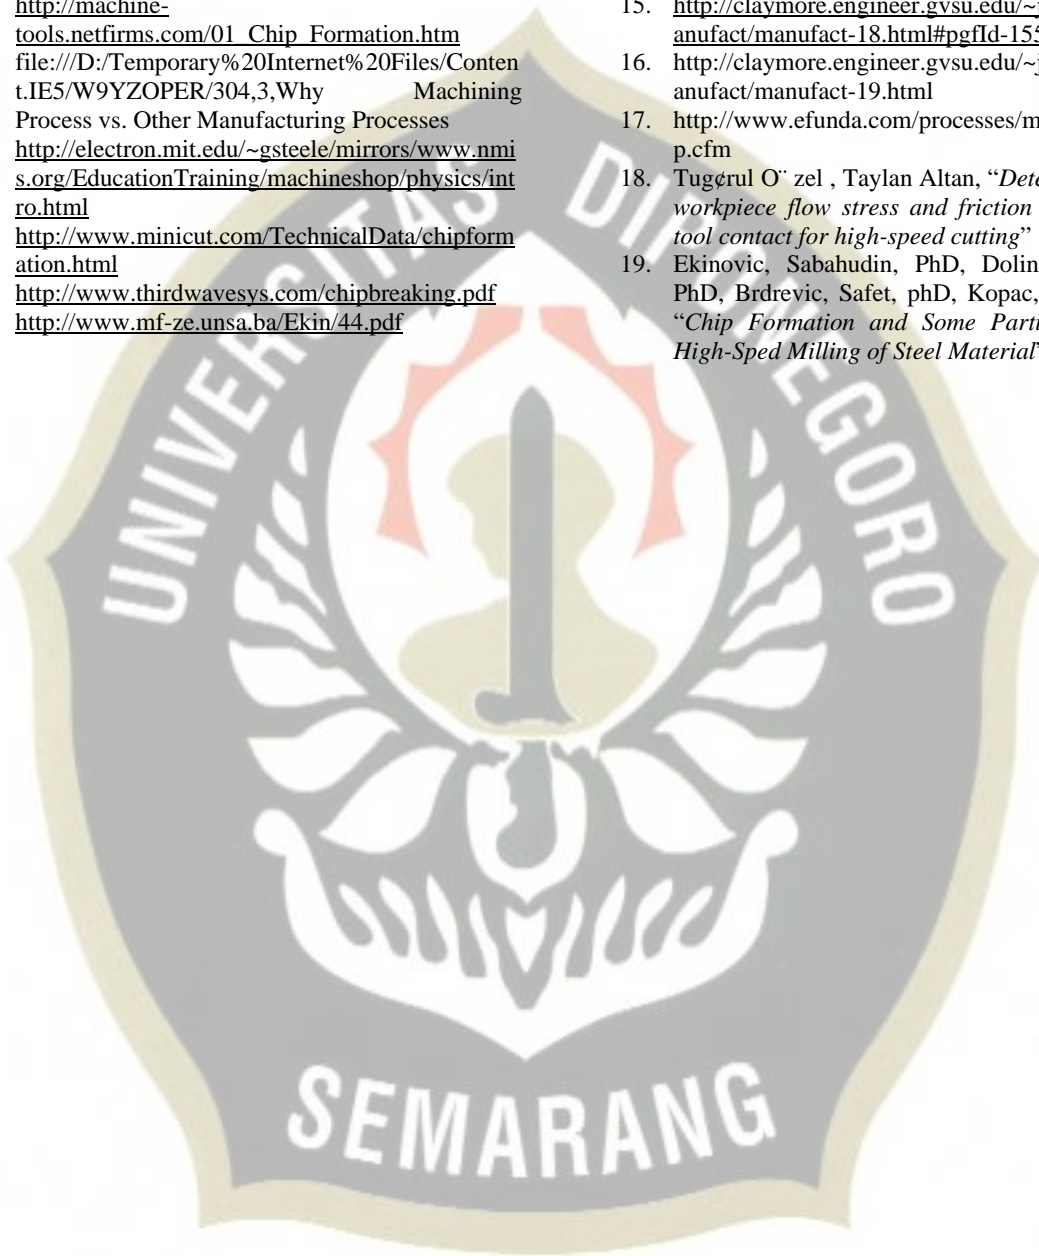 http://machine-
tools.netfirms.com/01_Chip_Formation.htm
file:///D:/Temporary%20Internet%20Files/Conten
t.IE5/W9YZOPER/304,3,Why Machining
Process vs. Other Manufacturing Processes
http://electron.mit.edu/~gsteele/mirrors/www.nmi
s.org/EducationTraining/machineshop/physics/int
ro.html
http://www.minicut.com/TechnicalData/chipform
ation.html
http://www.thirdwavesys.com/chipbreaking.pdf
http://www.mf-ze.unsa.ba/Ekin/44.pdf
15. http://claymore.engineer.gvsu.edu/~j
anufact/manufact-18.html#pgfId-155
16. http://claymore.engineer.gvsu.edu/~j
anufact/manufact-19.html
17. http://www.efunda.com/processes/m
p.cfm
18. Tug¢rul O¨ zel , Taylan Altan, “Dete
workpiece flow stress and friction
tool contact for high-speed cutting”
19. Ekinovic, Sabahudin, PhD, Dolin
PhD, Brdrevic, Safet, phD, Kopac,
“Chip Formation and Some Parti
High-Sped Milling of Steel Material”
UNIVERSITAS DIPONEGORO
SEMARANG